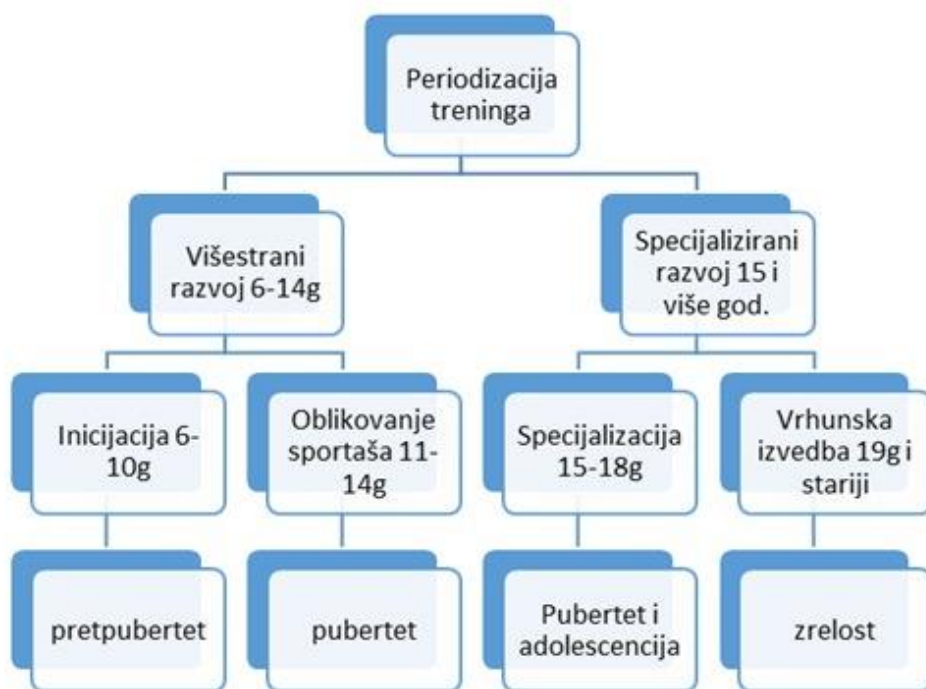 Periodizacija
treninga
Višestrani
razvoj 6-14g
Specijalizirani
razvoj 15 i
više god.
Inicijacija 6-
10g
Oblikovanje
sportaša 11-
14g
Specijalizacija
15-18g
Vrhunska
izvedba 19g i
stariji
pretpubertet
pubertet
Pubertet i
adolescencija
zrelost